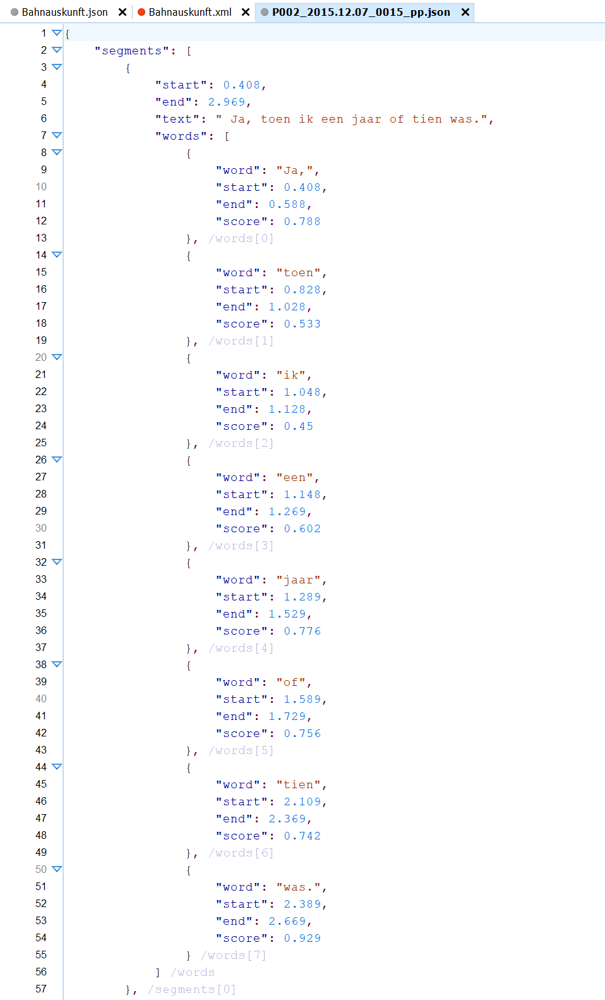 Bahnauskunft.json Bahnauskunft.xml P002_2015.12.07_0015_pp.json
1 {
2 "segments": [
3 {
4 "start": 0.408,
5 "end": 2.969,
6 "text": " Ja, toen ik een jaar of tien was.",
7 "words": [
8 {
9 "word": "Ja,",
10 "start": 0.408,
11 "end": 0.588,
12 "score": 0.788
13 }, /words[0]
14 {
15 "word": "toen",
16 "start": 0.828,
17 "end": 1.028,
18 "score": 0.533
19 }, /words[1]
20 {
21 "word": "ik",
22 "start": 1.048,
23 "end": 1.128,
24 "score": 0.45
25 }, /words[2]
26 {
27 "word": "een",
28 "start": 1.148,
29 "end": 1.269,
30 "score": 0.602
31 }, /words[3]
32 {
33 "word": "jaar",
34 "start": 1.289,
35 "end": 1.529,
36 "score": 0.776
37 }, /words[4]
38 {
39 "word": "of",
40 "start": 1.589,
41 "end": 1.729,
42 "score": 0.756
43 }, /words[5]
44 {
45 "word": "tien",
46 "start": 2.109,
47 "end": 2.369,
48 "score": 0.742
49 }, /words[6]
50 {
51 "word": "was.",
52 "start": 2.389,
53 "end": 2.669,
54 "score": 0.929
55 } /words[7]
56 ] /words
57 }, /segments[0]